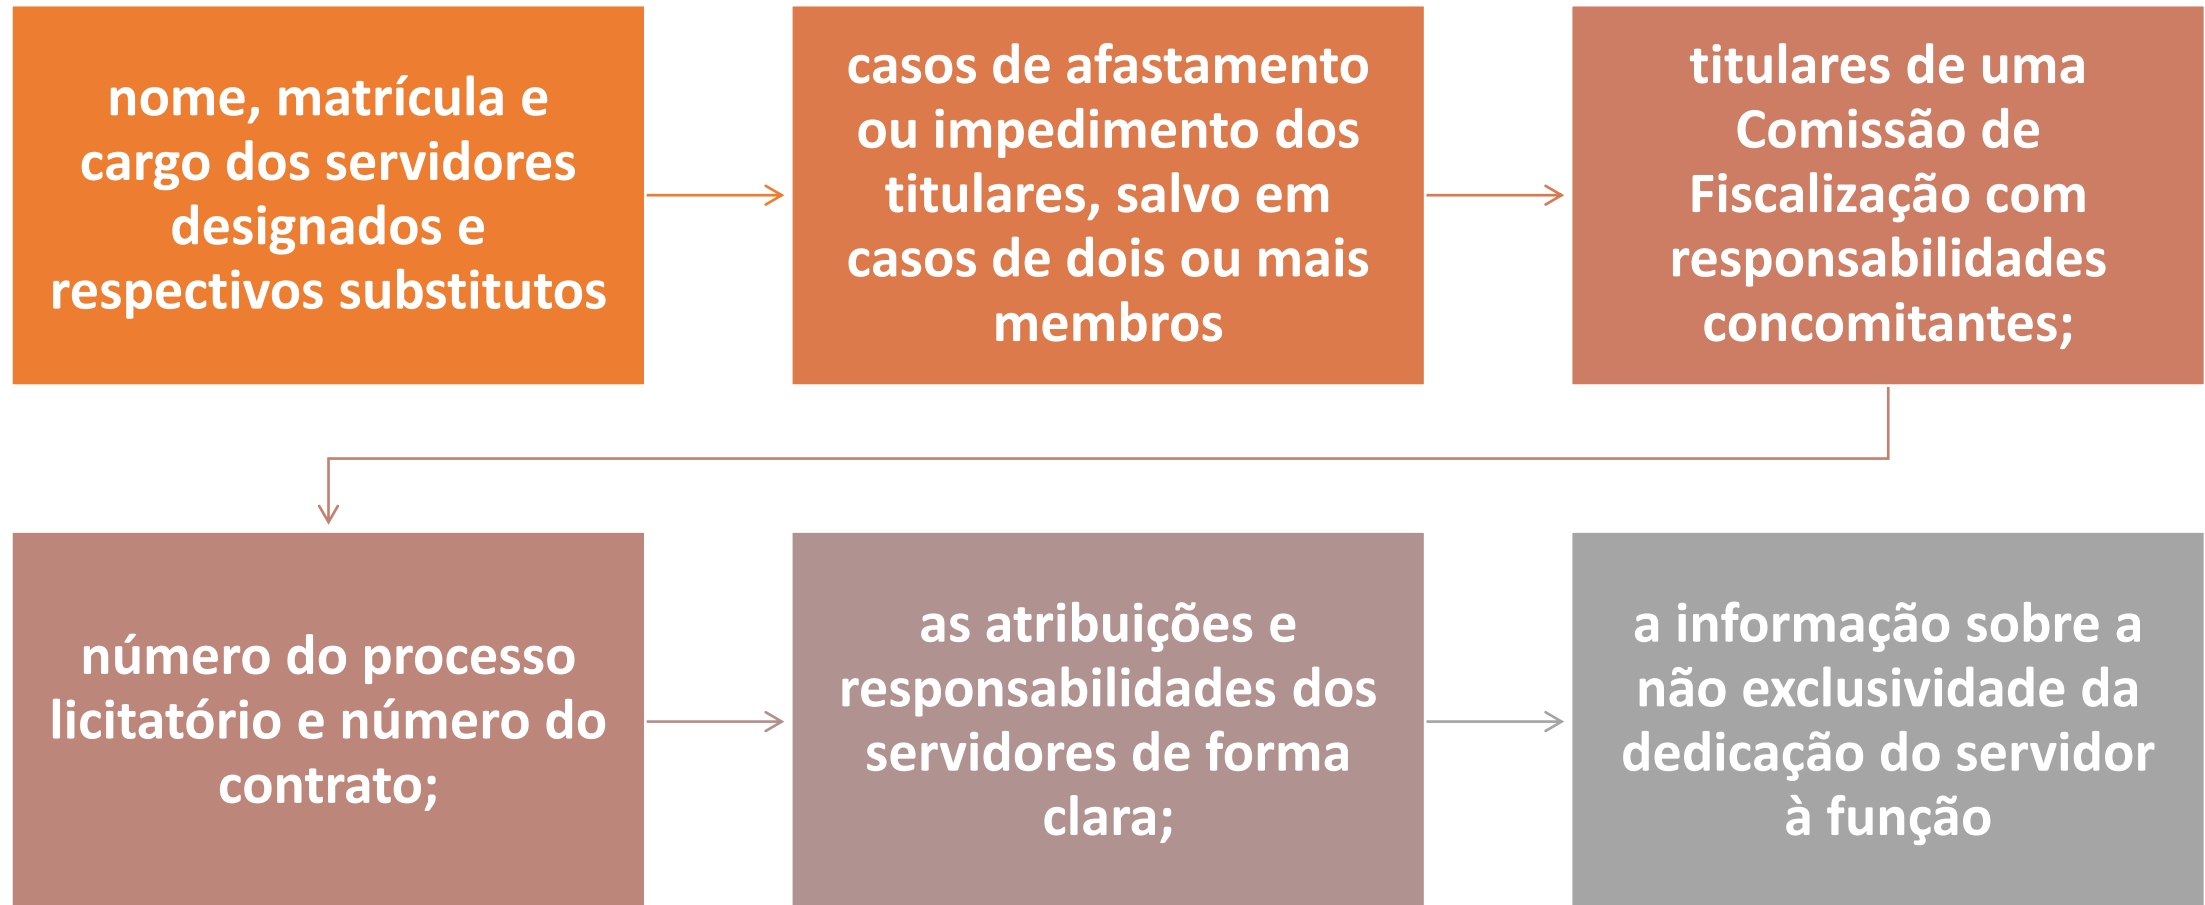 nome, matrícula e
cargo dos servidores
designados e
respectivos substitutos
casos de afastamento
ou impedimento dos
titulares, salvo em
casos de dois ou mais
membros
titulares de uma
Comissão de
Fiscalização com
responsabilidades
concomitantes;
número do processo
licitatório e número do
contrato;
as atribuições e
responsabilidades dos
servidores de forma
clara;
a informação sobre a
não exclusividade da
dedicação do servidor
à função